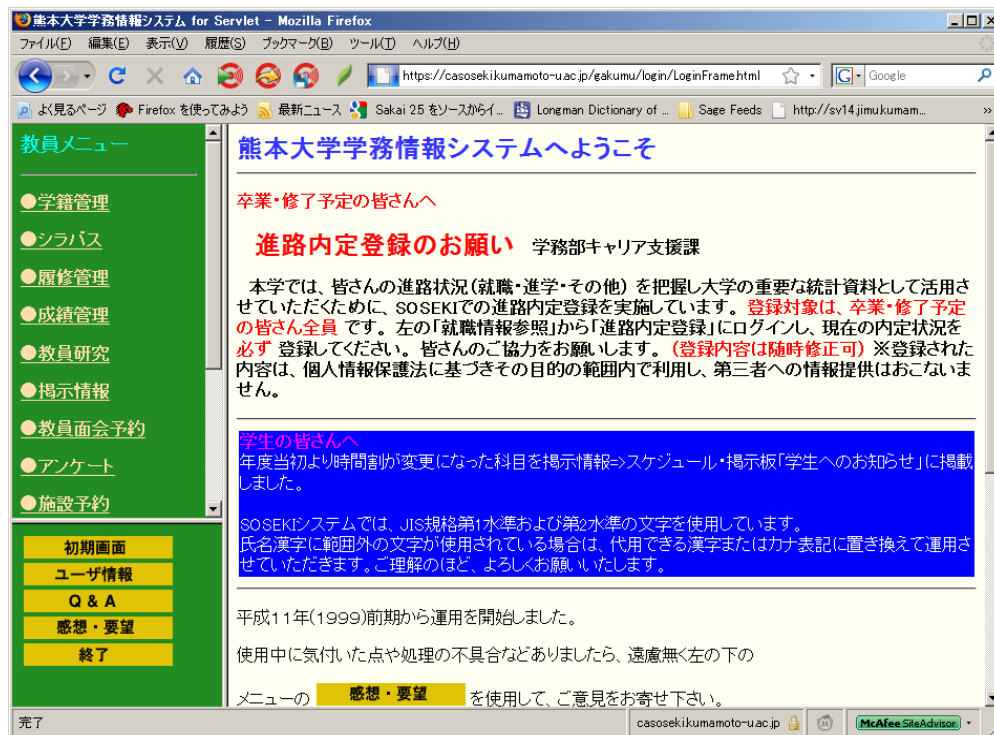 熊本大学学務情報システム for Servlet - Mozilla Firefox
ファイル(F) 編集(E) 表示(V) 履歴(S) ブックマーク(B) ツール(T) ヘルプ(H)
https://casoseki.kumamoto-u.ac.jp/gakumu/login/LoginFrame.html
G Google
よく見るページ Firefox を使ってみよう 最新ニュース Sakai 2.5 をソースからイ... Longman Dictionary of ... Sage Feeds http://sv14.jimu.kumam... »
教員メニュー
●学籍管理
●シラバス
●履修管理
●成績管理
●教員研究
●掲示情報
●教員面会予約
●アンケート
●施設予約
初期画面
ユーザ情報
Q & A
感想・要望
終了
熊本大学学務情報システムへようこそ
卒業・修了予定の皆さんへ
進路内定登録のお願い 学務部キャリア支援課
本学では、皆さんの進路状況(就職・進学・その他) を把握し大学の重要な統計資料として活用さ
せていただくために、SOSEKIでの進路内定登録を実施しています。登録対象は、卒業・修了予定
の皆さん全員 です。左の「就職情報参照」から「進路内定登録」にログインし、現在の内定状況を
必ず 登録してください。皆さんのご協力をお願いします。(登録内容は随時修正可) ※登録された
内容は、個人情報保護法に基づきその目的の範囲内で利用し、第三者への情報提供はおこないま
せん。
学生の皆さんへ
年度当初より時間割が変更になった科目を掲示情報=>スケジュール・掲示板「学生へのお知らせ」に掲載
しました。
SOSEKIシステムでは、JIS規格第1水準および第2水準の文字を使用しています。
氏名漢字に範囲外の文字が使用されている場合は、代用できる漢字またはカナ表記に置き換えて運用さ
せていただきます。ご理解のほど、よろしくお願いいたします。
平成11年(1999)前期から運用を開始しました。
使用中に気付いた点や処理の不具合などありましたら、遠慮無く左の下の
メニューの 感想・要望 を使用して、ご意見をお寄せ下さい。
完了
casoseki.kumamoto-u.ac.jp
McAfee SiteAdvisor